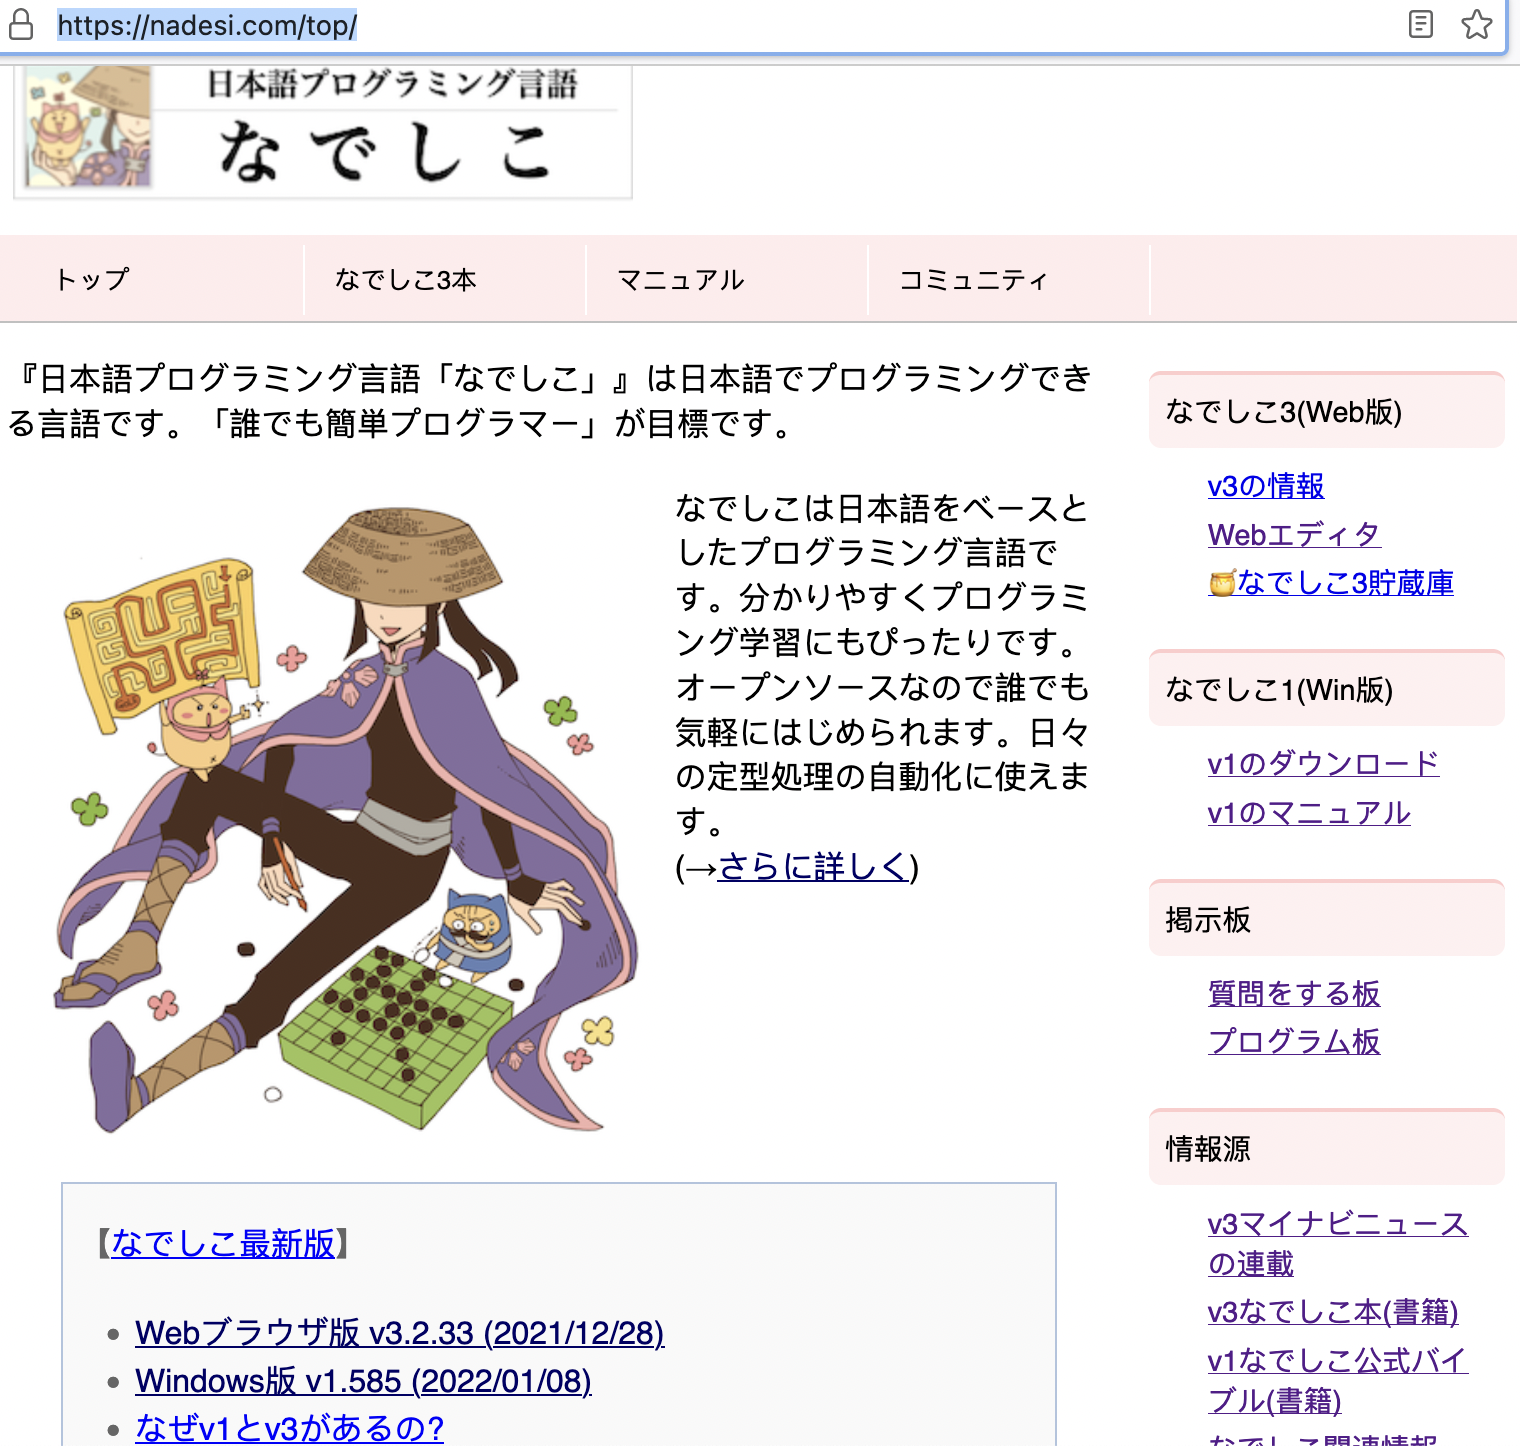 https://nadesi.com/top/
日本語プログラミング言語
なでしこ
トップ
なでしこ3本
マニュアル
コミュニティ
『日本語プログラミング言語「なでしこ」』は日本語でプログラミングでき
る言語です。「誰でも簡単プログラマー」が目標です。
なでしこは日本語をベースと
したプログラミング言語で
す。分かりやすくプログラミ
ング学習にもぴったりです。
オープンソースなので誰でも
気軽にはじめられます。日々
の定型処理の自動化に使えま
す。
(→さらに詳しく)
【なでしこ最新版】
Webブラウザ版 v3.2.33 (2021/12/28)
Windows版 v1.585 (2022/01/08)
なぜv1とv3があるの?
なでしこ3(Web版)
v3の情報
Webエディタ
🍯なでしこ3貯蔵庫
なでしこ1(Win版)
v1のダウンロード
v1のマニュアル
掲示板
質問をする板
プログラム板
情報源
v3マイナビニュース
の連載
v3なでしこ本(書籍)
v1なでしこ公式バイ
ブル(書籍)
なでしこ関連情報